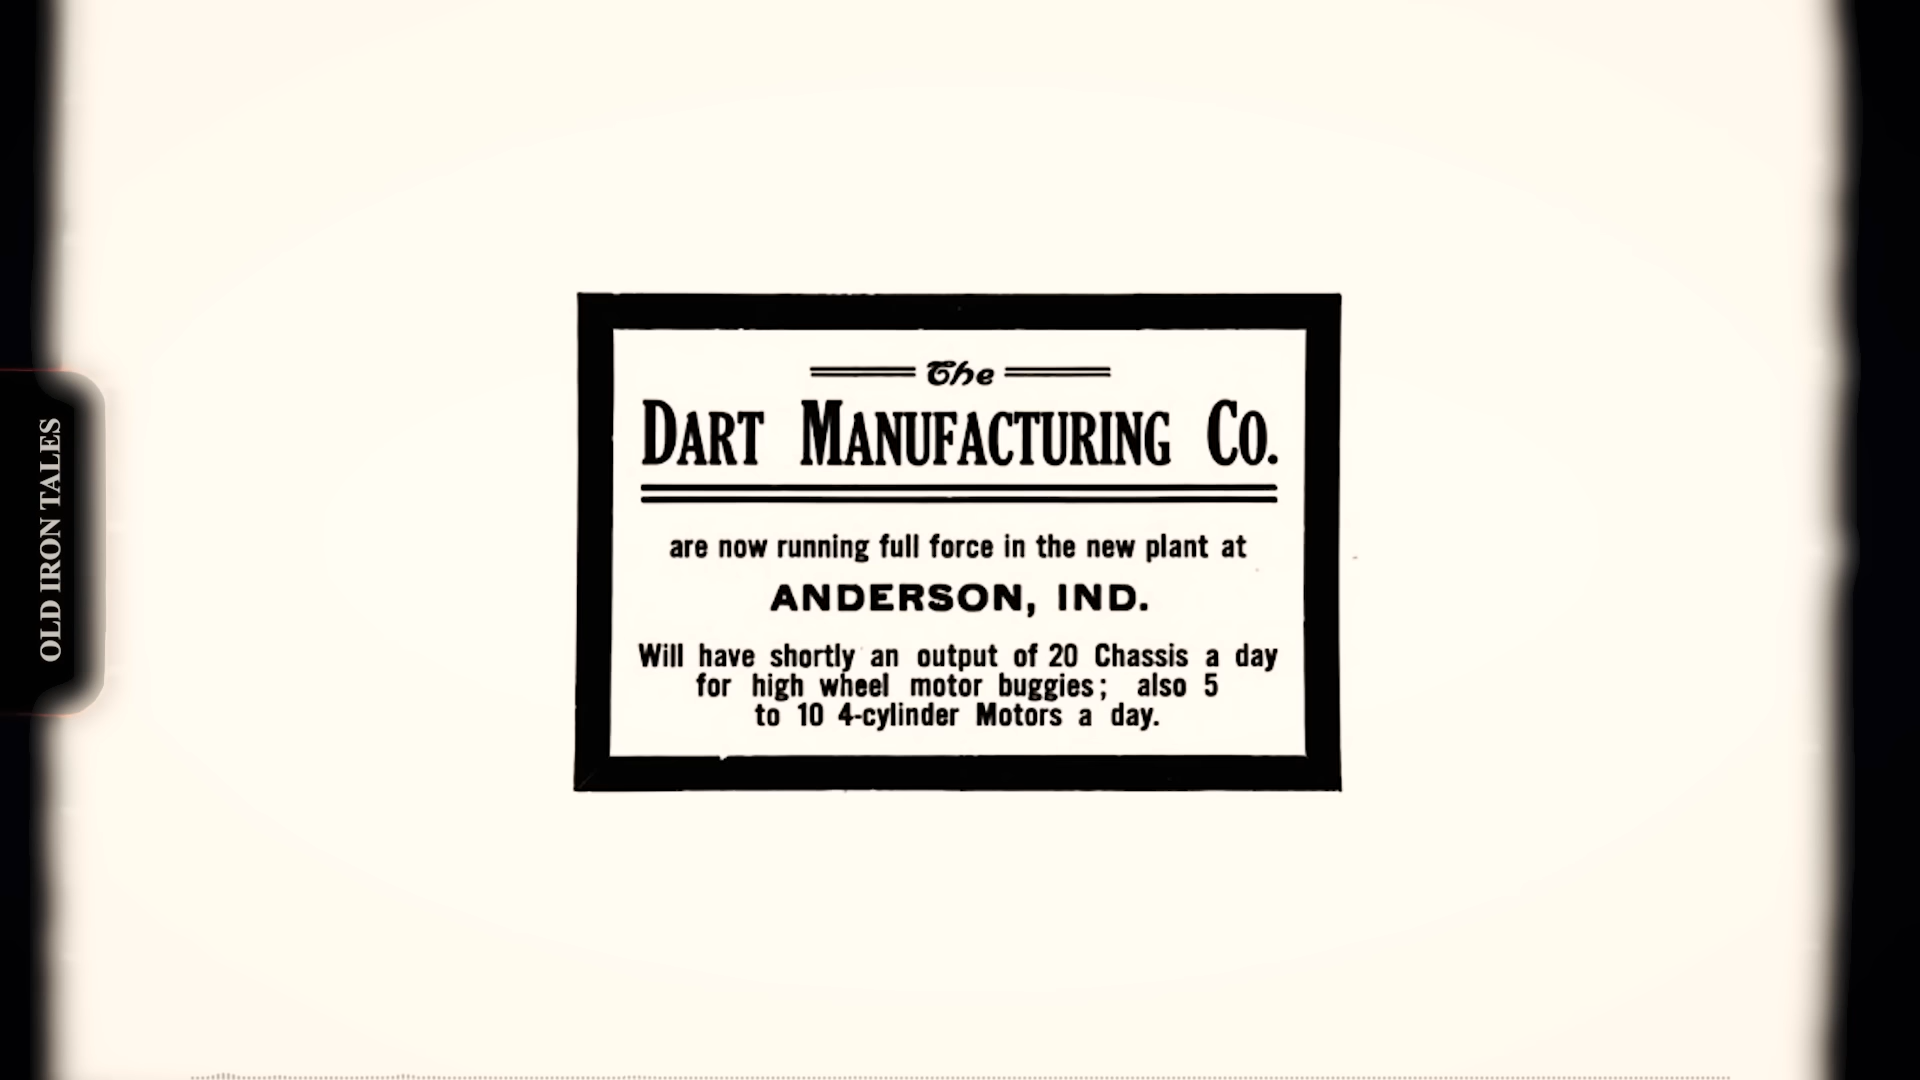 OLD IRON TALES
The
DART MANUFACTURING CO.
are now running full force in the new plant at
ANDERSON, IND.
Will have shortly an output of 20 Chassis a day
for high wheel motor buggies; also 5
to 10 4-cylinder Motors a day.